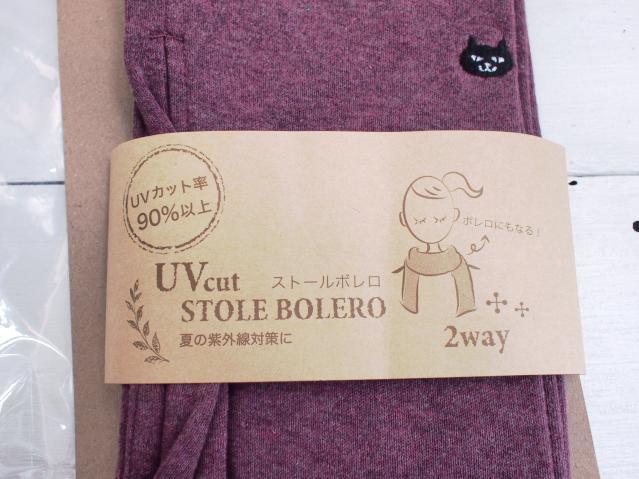 UVカット率
90%以上
ボレロにもなる!
UVcut ストールボレロ
STOLE BOLERO
夏の紫外線対策に
2way